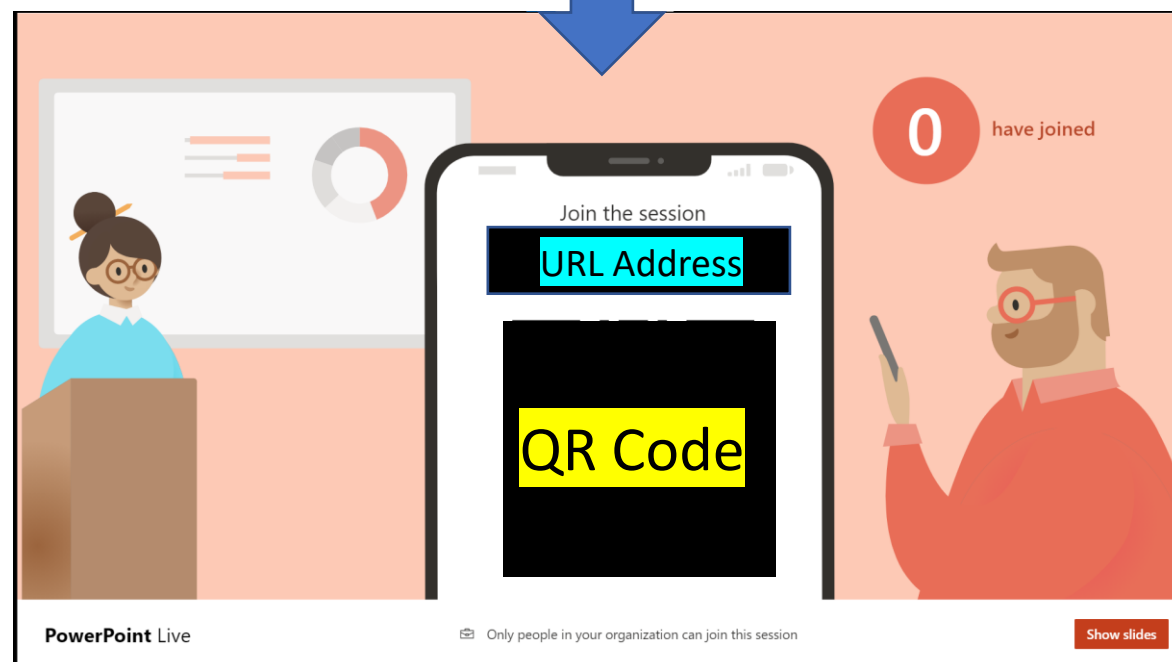 0 have joined
Join the session
URL Address
QR Code
PowerPoint Live
Only people in your organization can join this session
Show slides